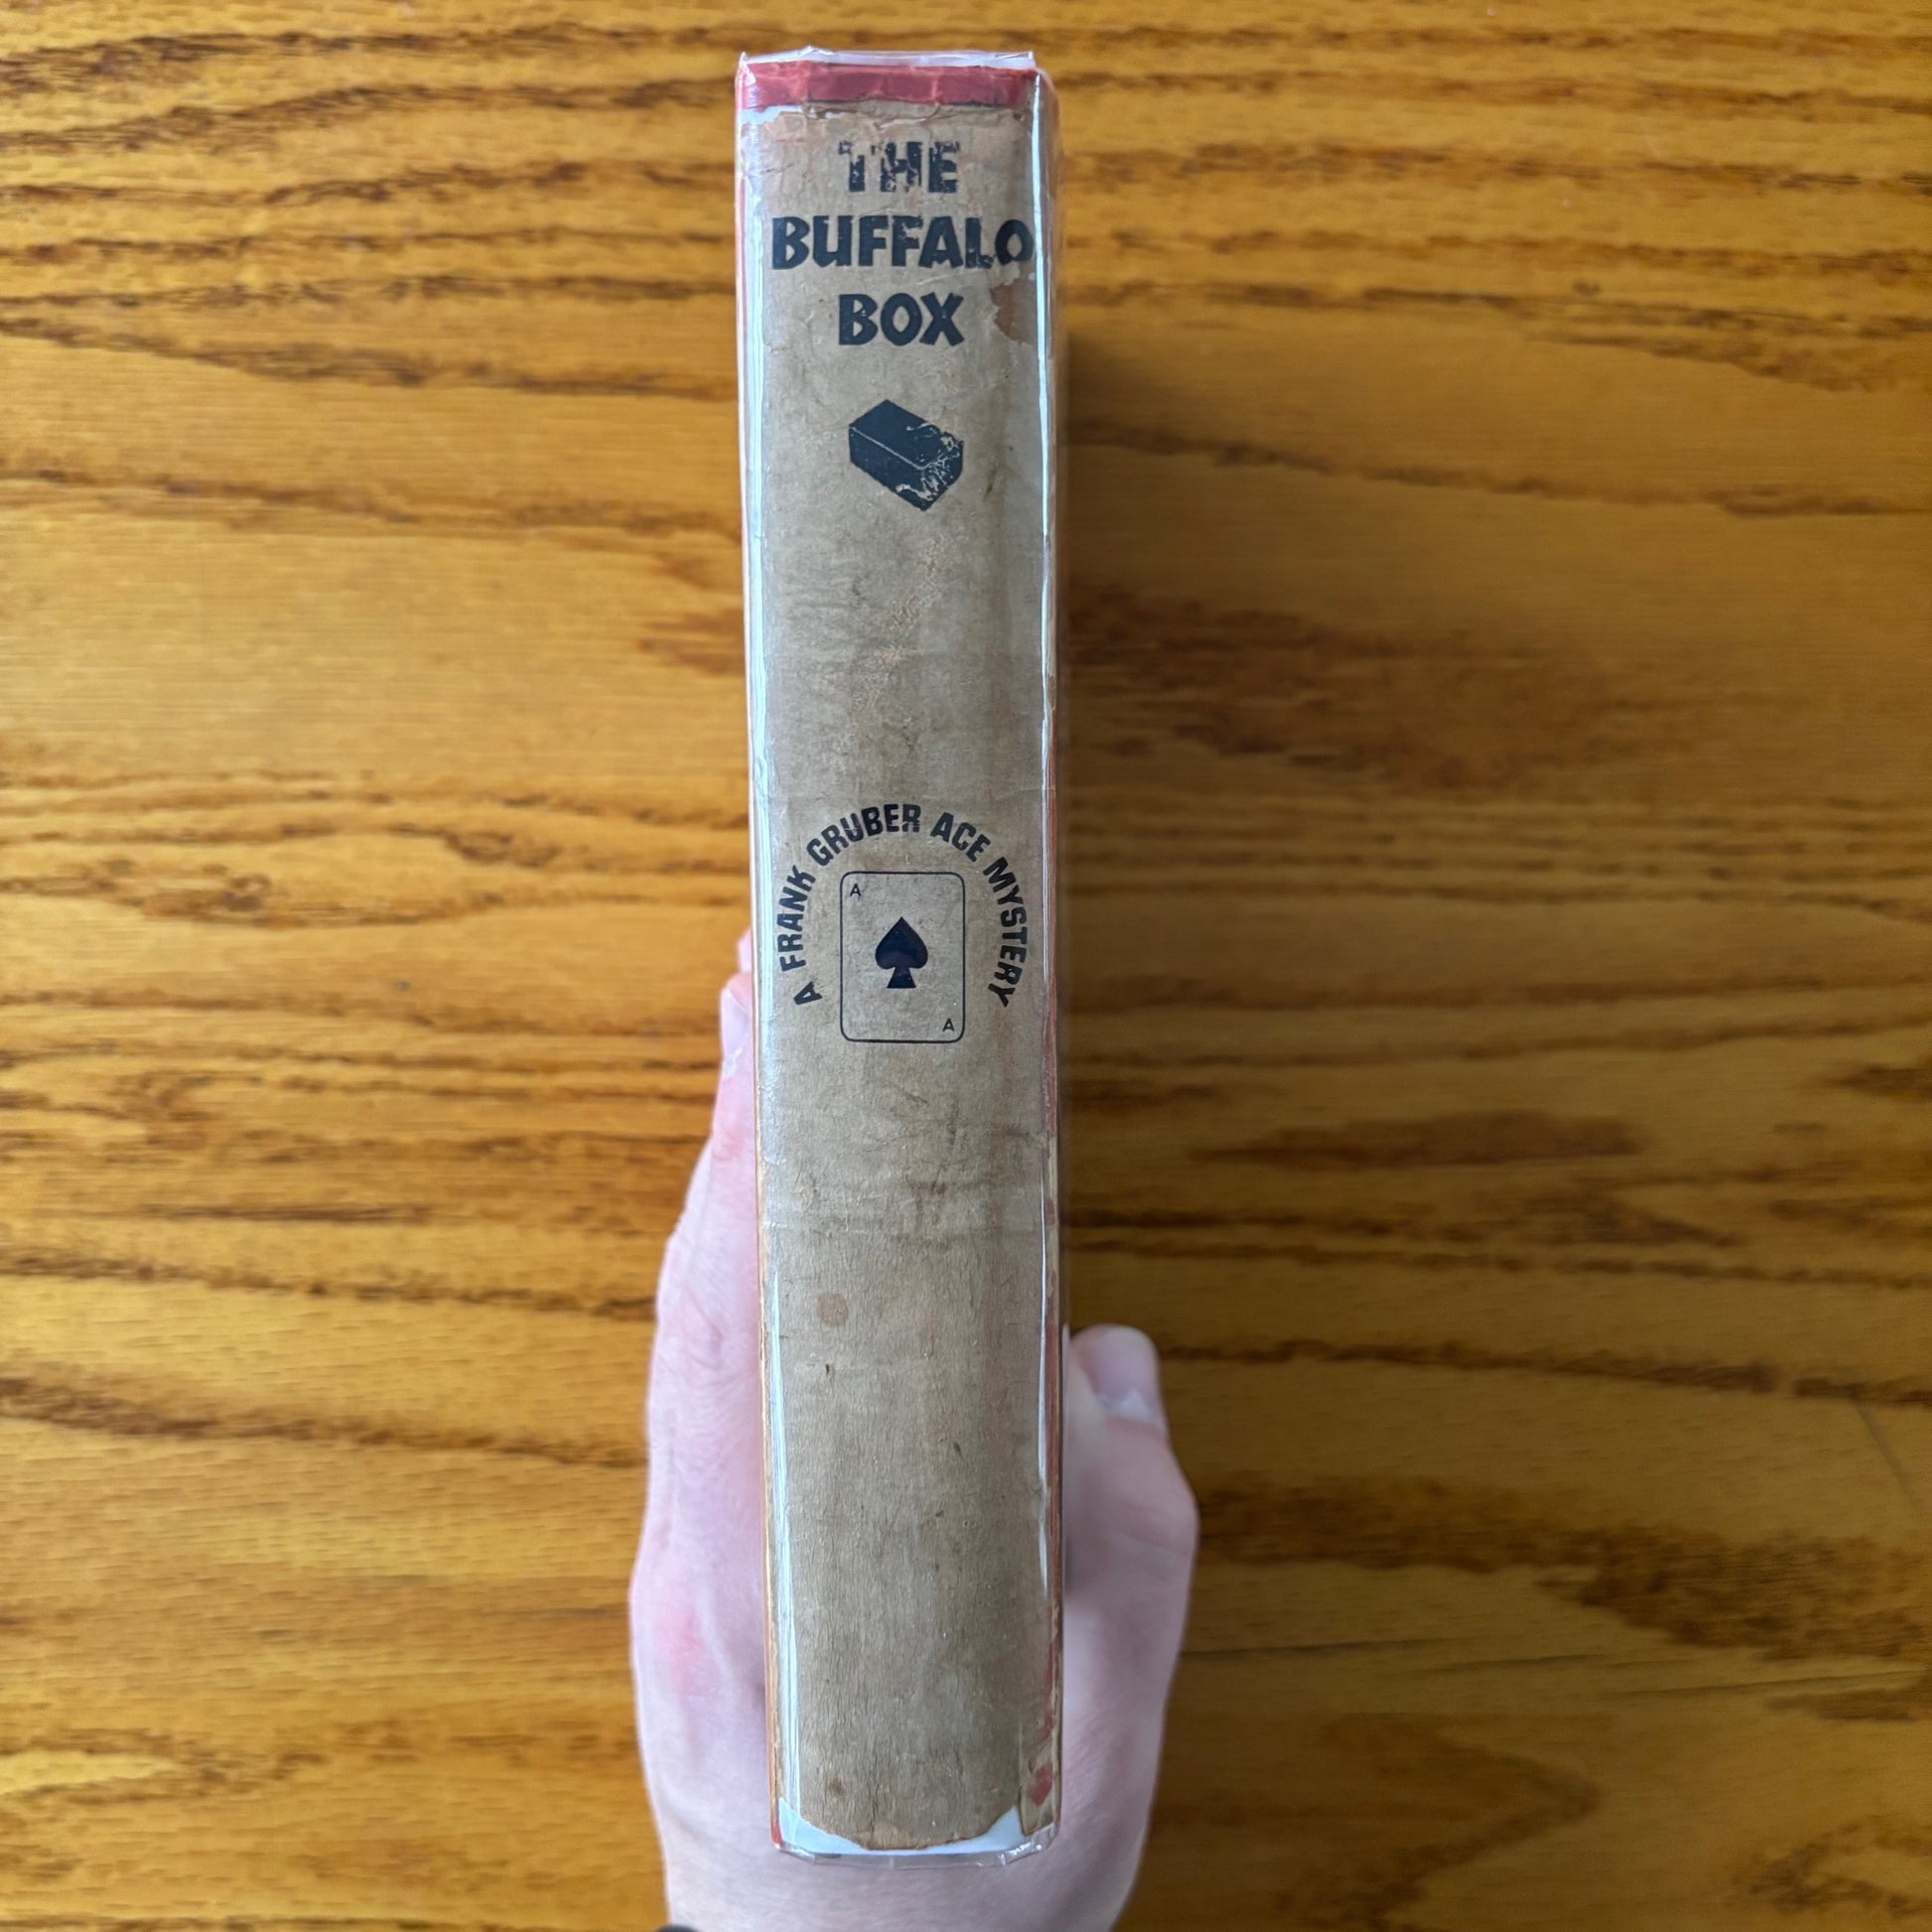 THE
BUFFALO
BOX
A FRANK GRUBER ACE MYSTERY
A
A